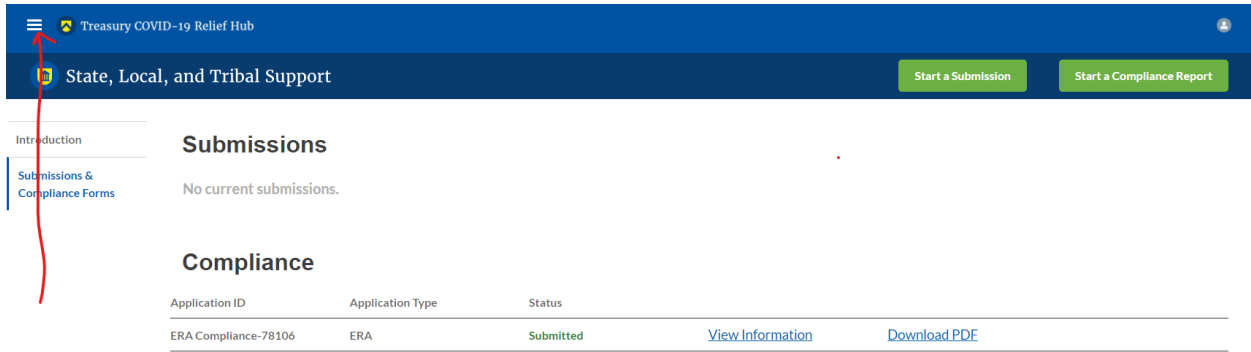 Treasury COVID-19 Relief Hub
State, Local, and Tribal Support
Start a Submission
Start a Compliance Report
Introduction
Submissions &
Compliance Forms
Submissions
No current submissions.
Compliance
Application ID Application Type Status
ERA Compliance-78106 ERA Submitted View Information Download PDF